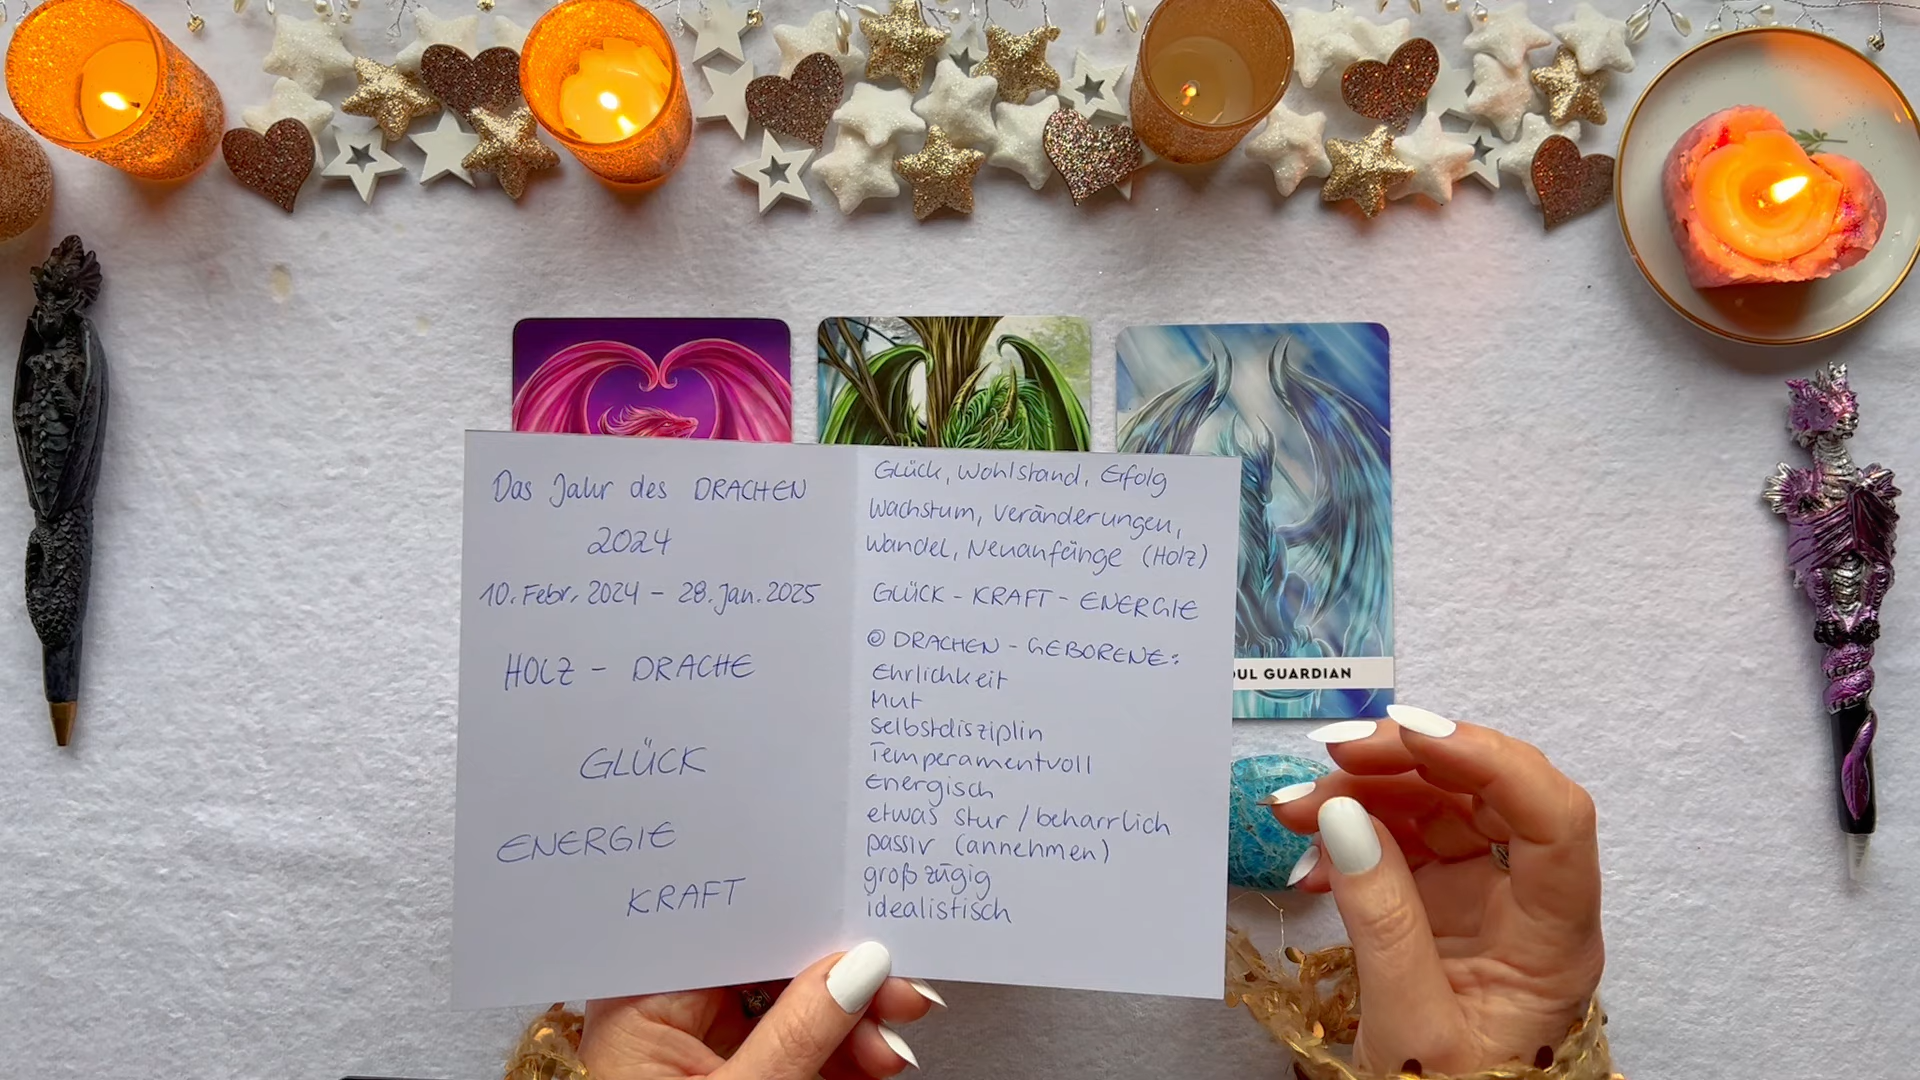 Das Jahr des DRACHEN
2024
10. Febr. 2024 - 28. Jan. 2025
HOLZ - DRACHE
GLÜCK
ENERGIE
KRAFT
Glück, Wohlstand, Erfolg
Wachstum, Veränderungen,
Wandel, Neuanfänge (Holz)
GLÜCK - KRAFT - ENERGIE
DRACHEN - GEBORENE:
Ehrlichkeit
Mut
Selbstdisziplin
Temperamentvoll
Energisch
etwas stur / beharrlich
passiv (annehmen)
großzügig
idealistisch
OUL GUARDIAN